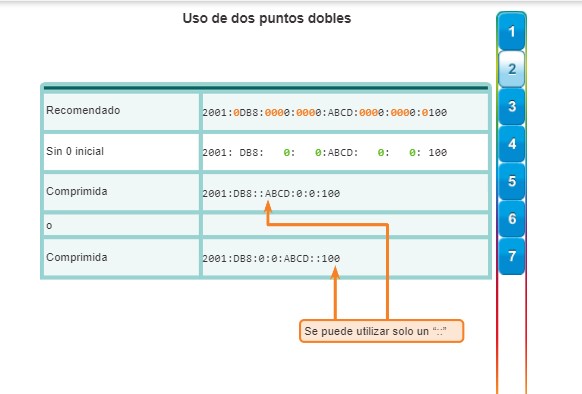 Uso de dos puntos dobles
1
2
3
4
5
6
7
Recomendado 2001:0DB8:0000:0000:ABCD:0000:0000:0100
Sin 0 inicial 2001: DB8: 0: 0:ABCD: 0: 0: 100
Comprimida 2001:DB8::ABCD:0:0:100
o
Comprimida 2001:DB8:0:0:ABCD::100
Se puede utilizar solo un “::”